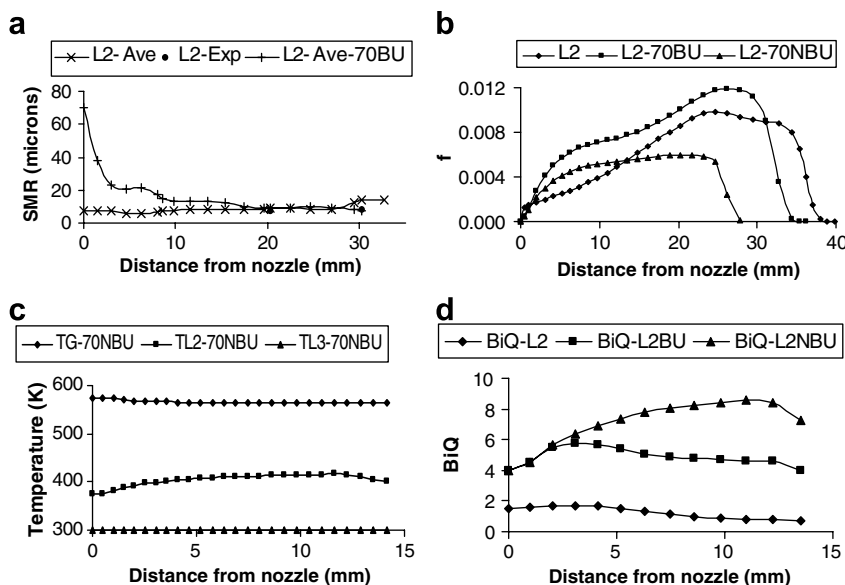 a
L2- Ave L2-Exp L2- Ave-70BU
SMR (microns)
80
60
40
20
0
0 10 20 30
Distance from nozzle (mm)
b
L2 L2-70BU L2-70NBU
f
0.012
0.008
0.004
0.000
0 10 20 30 40
Distance from nozzle (mm)
c
TG-70NBU TL2-70NBU TL3-70NBU
Temperature (K)
600
500
400
300
0 5 10 15
Distance from nozzle (mm)
d
BiQ-L2 BiQ-L2BU BiQ-L2NBU
BiQ
10
8
6
4
2
0
0 5 10 15
Distance from nozzle (mm)